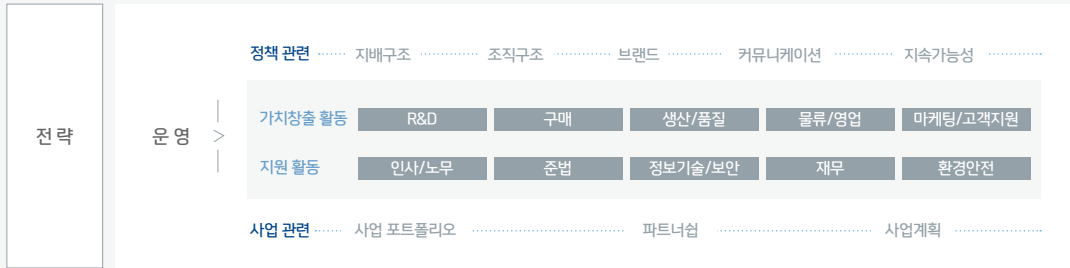 정책 관련 지배구조 조직구조 브랜드 커뮤니케이션 지속가능성
전략
운영
가치창출 활동 R&D 구매 생산/품질 물류/영업 마케팅/고객지원
지원 활동 인사/노무 준법 정보기술/보안 재무 환경안전
사업 관련 사업 포트폴리오 파트너쉽 사업계획